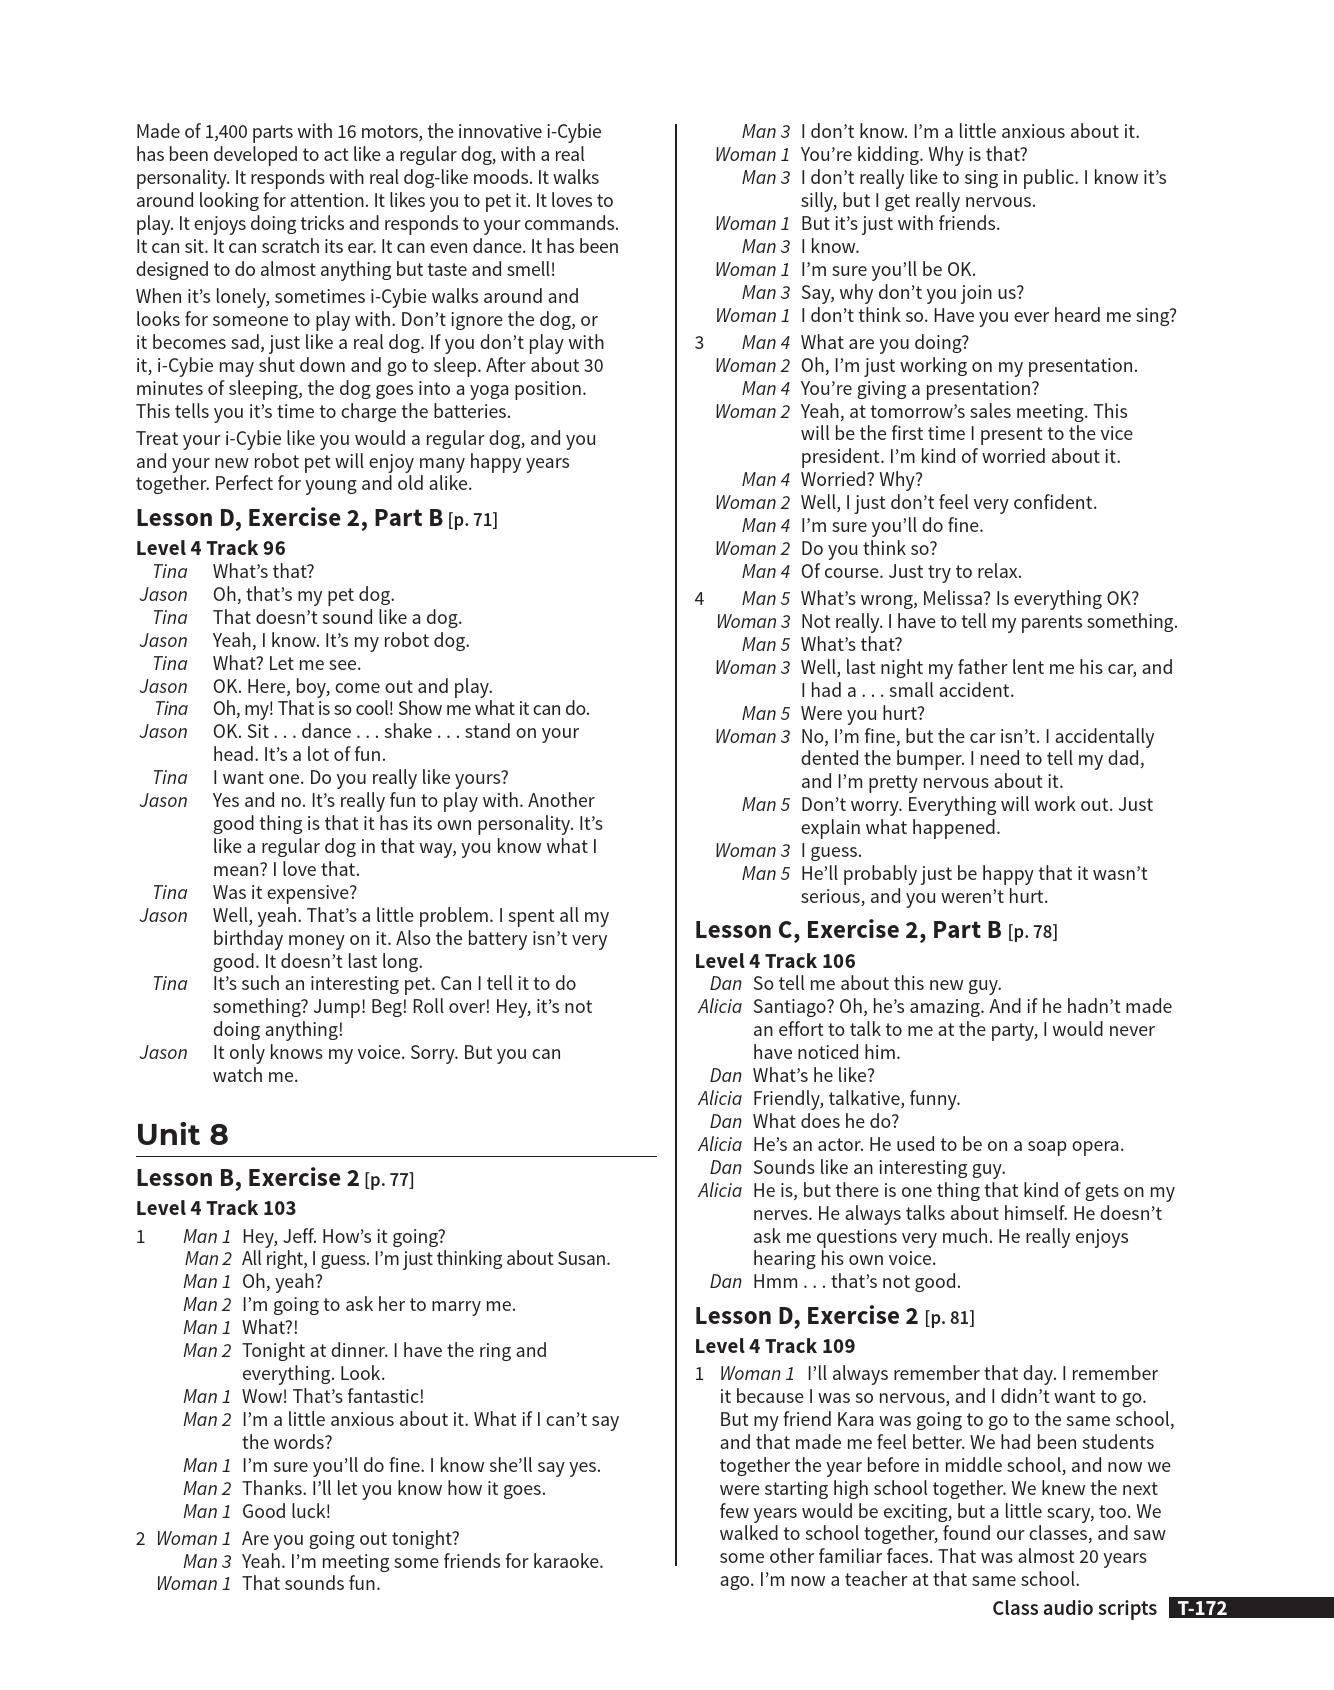 Made of 1,400 parts with 16 motors, the innovative i-Cybie
has been developed to act like a regular dog, with a real
personality. It responds with real dog-like moods. It walks
around looking for attention. It likes you to pet it. It loves to
play. It enjoys doing tricks and responds to your commands.
It can sit. It can scratch its ear. It can even dance. It has been
designed to do almost anything but taste and smell!
When it’s lonely, sometimes i-Cybie walks around and
looks for someone to play with. Don’t ignore the dog, or
it becomes sad, just like a real dog. If you don’t play with
it, i-Cybie may shut down and go to sleep. After about 30
minutes of sleeping, the dog goes into a yoga position.
This tells you it’s time to charge the batteries.
Treat your i-Cybie like you would a regular dog, and you
and your new robot pet will enjoy many happy years
together. Perfect for young and old alike.
Lesson D, Exercise 2, Part B [p. 71]
Level 4 Track 96
Tina What’s that?
Jason Oh, that’s my pet dog.
Tina That doesn’t sound like a dog.
Jason Yeah, I know. It’s my robot dog.
Tina What? Let me see.
Jason OK. Here, boy, come out and play.
Tina Oh, my! That is so cool! Show me what it can do.
Jason OK. Sit . . . dance . . . shake . . . stand on your
head. It’s a lot of fun.
Tina I want one. Do you really like yours?
Jason Yes and no. It’s really fun to play with. Another
good thing is that it has its own personality. It’s
like a regular dog in that way, you know what I
mean? I love that.
Tina Was it expensive?
Jason Well, yeah. That’s a little problem. I spent all my
birthday money on it. Also the battery isn’t very
good. It doesn’t last long.
Tina It’s such an interesting pet. Can I tell it to do
something? Jump! Beg! Roll over! Hey, it’s not
doing anything!
Jason It only knows my voice. Sorry. But you can
watch me.
Unit 8
Lesson B, Exercise 2 [p. 77]
Level 4 Track 103
1 Man 1 Hey, Jeff. How’s it going?
Man 2 All right, I guess. I’m just thinking about Susan.
Man 1 Oh, yeah?
Man 2 I’m going to ask her to marry me.
Man 1 What?!
Man 2 Tonight at dinner. I have the ring and
everything. Look.
Man 1 Wow! That’s fantastic!
Man 2 I’m a little anxious about it. What if I can’t say
the words?
Man 1 I’m sure you’ll do fine. I know she’ll say yes.
Man 2 Thanks. I’ll let you know how it goes.
Man 1 Good luck!
2 Woman 1 Are you going out tonight?
Man 3 Yeah. I’m meeting some friends for karaoke.
Woman 1 That sounds fun.
Man 3 I don’t know. I’m a little anxious about it.
Woman 1 You’re kidding. Why is that?
Man 3 I don’t really like to sing in public. I know it’s
silly, but I get really nervous.
Woman 1 But it’s just with friends.
Man 3 I know.
Woman 1 I’m sure you’ll be OK.
Man 3 Say, why don’t you join us?
Woman 1 I don’t think so. Have you ever heard me sing?
3 Man 4 What are you doing?
Woman 2 Oh, I’m just working on my presentation.
Man 4 You’re giving a presentation?
Woman 2 Yeah, at tomorrow’s sales meeting. This
will be the first time I present to the vice
president. I’m kind of worried about it.
Man 4 Worried? Why?
Woman 2 Well, I just don’t feel very confident.
Man 4 I’m sure you’ll do fine.
Woman 2 Do you think so?
Man 4 Of course. Just try to relax.
4 Man 5 What’s wrong, Melissa? Is everything OK?
Woman 3 Not really. I have to tell my parents something.
Man 5 What’s that?
Woman 3 Well, last night my father lent me his car, and
I had a . . . small accident.
Man 5 Were you hurt?
Woman 3 No, I’m fine, but the car isn’t. I accidentally
dented the bumper. I need to tell my dad,
and I’m pretty nervous about it.
Man 5 Don’t worry. Everything will work out. Just
explain what happened.
Woman 3 I guess.
Man 5 He’ll probably just be happy that it wasn’t
serious, and you weren’t hurt.
Lesson C, Exercise 2, Part B [p. 78]
Level 4 Track 106
Dan So tell me about this new guy.
Alicia Santiago? Oh, he’s amazing. And if he hadn’t made
an effort to talk to me at the party, I would never
have noticed him.
Dan What’s he like?
Alicia Friendly, talkative, funny.
Dan What does he do?
Alicia He’s an actor. He used to be on a soap opera.
Dan Sounds like an interesting guy.
Alicia He is, but there is one thing that kind of gets on my
nerves. He always talks about himself. He doesn’t
ask me questions very much. He really enjoys
hearing his own voice.
Dan Hmm . . . that’s not good.
Lesson D, Exercise 2 [p. 81]
Level 4 Track 109
1 Woman 1 I’ll always remember that day. I remember
it because I was so nervous, and I didn’t want to go.
But my friend Kara was going to go to the same school,
and that made me feel better. We had been students
together the year before in middle school, and now we
were starting high school together. We knew the next
few years would be exciting, but a little scary, too. We
walked to school together, found our classes, and saw
some other familiar faces. That was almost 20 years
ago. I’m now a teacher at that same school.
Class audio scripts T-172